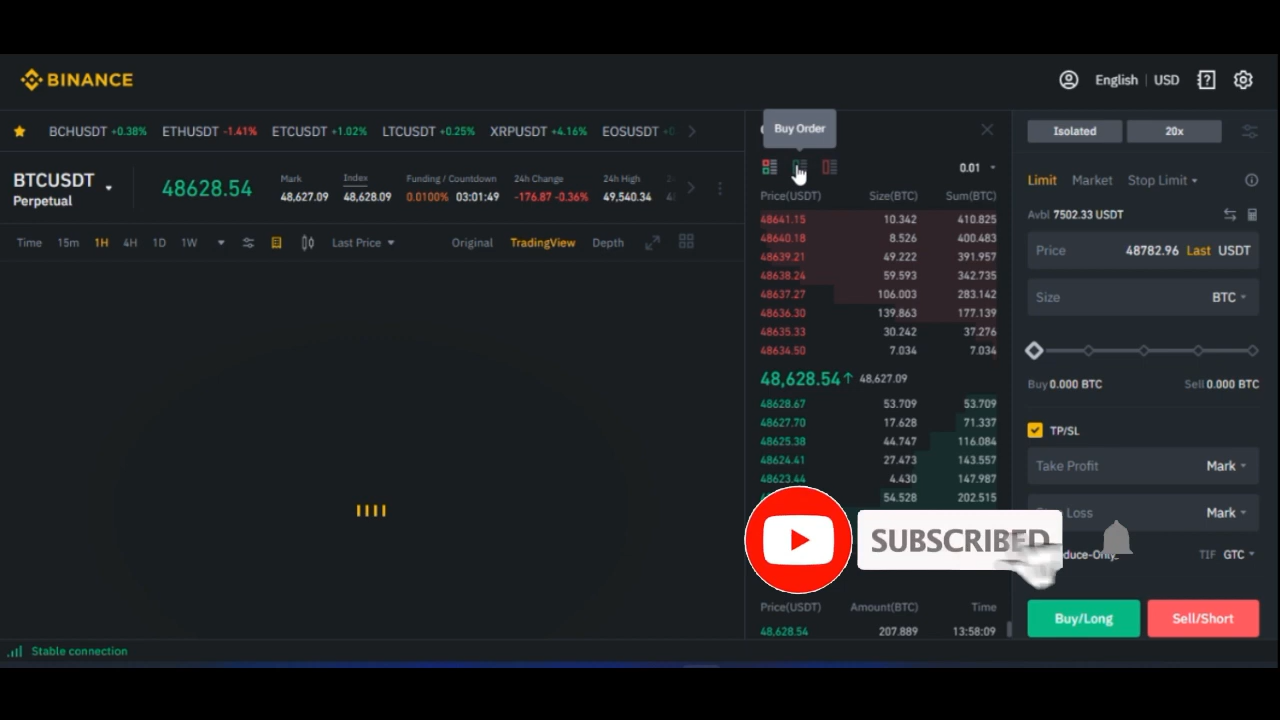 BINANCE
English USD
BCHUSDT +0.38% ETHUSDT -1.41% ETCUSDT +1.02% LTCUSDT +0.25% XRPUSDT +4.16% EOSUSDT
BTCUSDT
Perpetual
48628.54
Mark
48,627.09
Index
48,628.09
Funding / Countdown
0.0100% 03:01:49
24h Change
-176.87 -0.36%
24h High
49,540.34
Time 15m 1H 4H 1D 1W Last Price Original TradingView Depth
Buy Order
0.01
Price(USDT) Size(BTC) Sum(BTC)
48641.15 10.342 410.825
48640.18 8.526 400.483
48639.21 49.222 391.957
48638.24 59.593 342.735
48637.27 106.003 283.142
48636.30 139.863 177.139
48635.33 30.242 37.276
48634.50 7.034 7.034
48,628.54↑ 48,627.09
48628.67 53.709 53.709
48627.70 17.628 71.337
48625.38 44.747 116.084
48624.41 27.473 143.557
48623.44 4.430 147.987
54.528 202.515
Price(USDT) Amount(BTC) Time
48,628.54 207.889 13:58:09
Isolated 20x
Limit Market Stop Limit
Avbl 7502.33 USDT
Price 48782.96 Last USDT
Size BTC
Buy 0.000 BTC Sell 0.000 BTC
TP/SL
Take Profit Mark
Loss Mark
duce-Only TIF GTC
Buy/Long Sell/Short
SUBSCRIBED
Stable connection